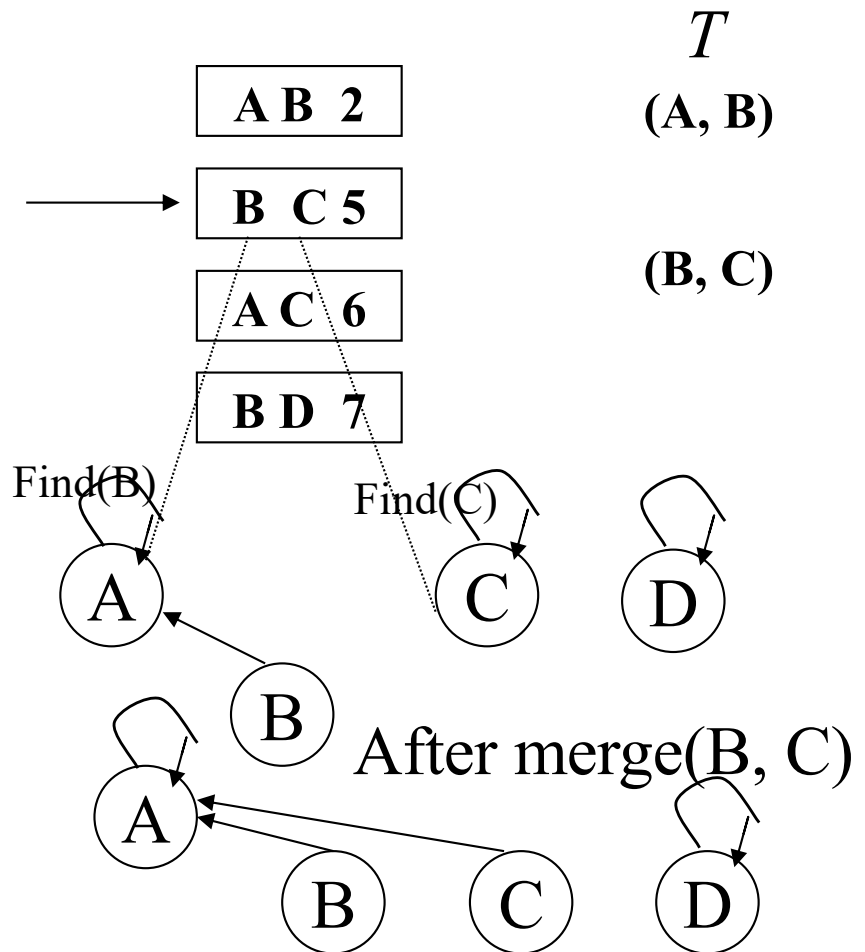 T
A B 2
(A, B)
B C 5
(B, C)
A C 6
B D 7
Find(B)
Find(C)
A
C
D
B
After merge(B, C)
A
B
C
D